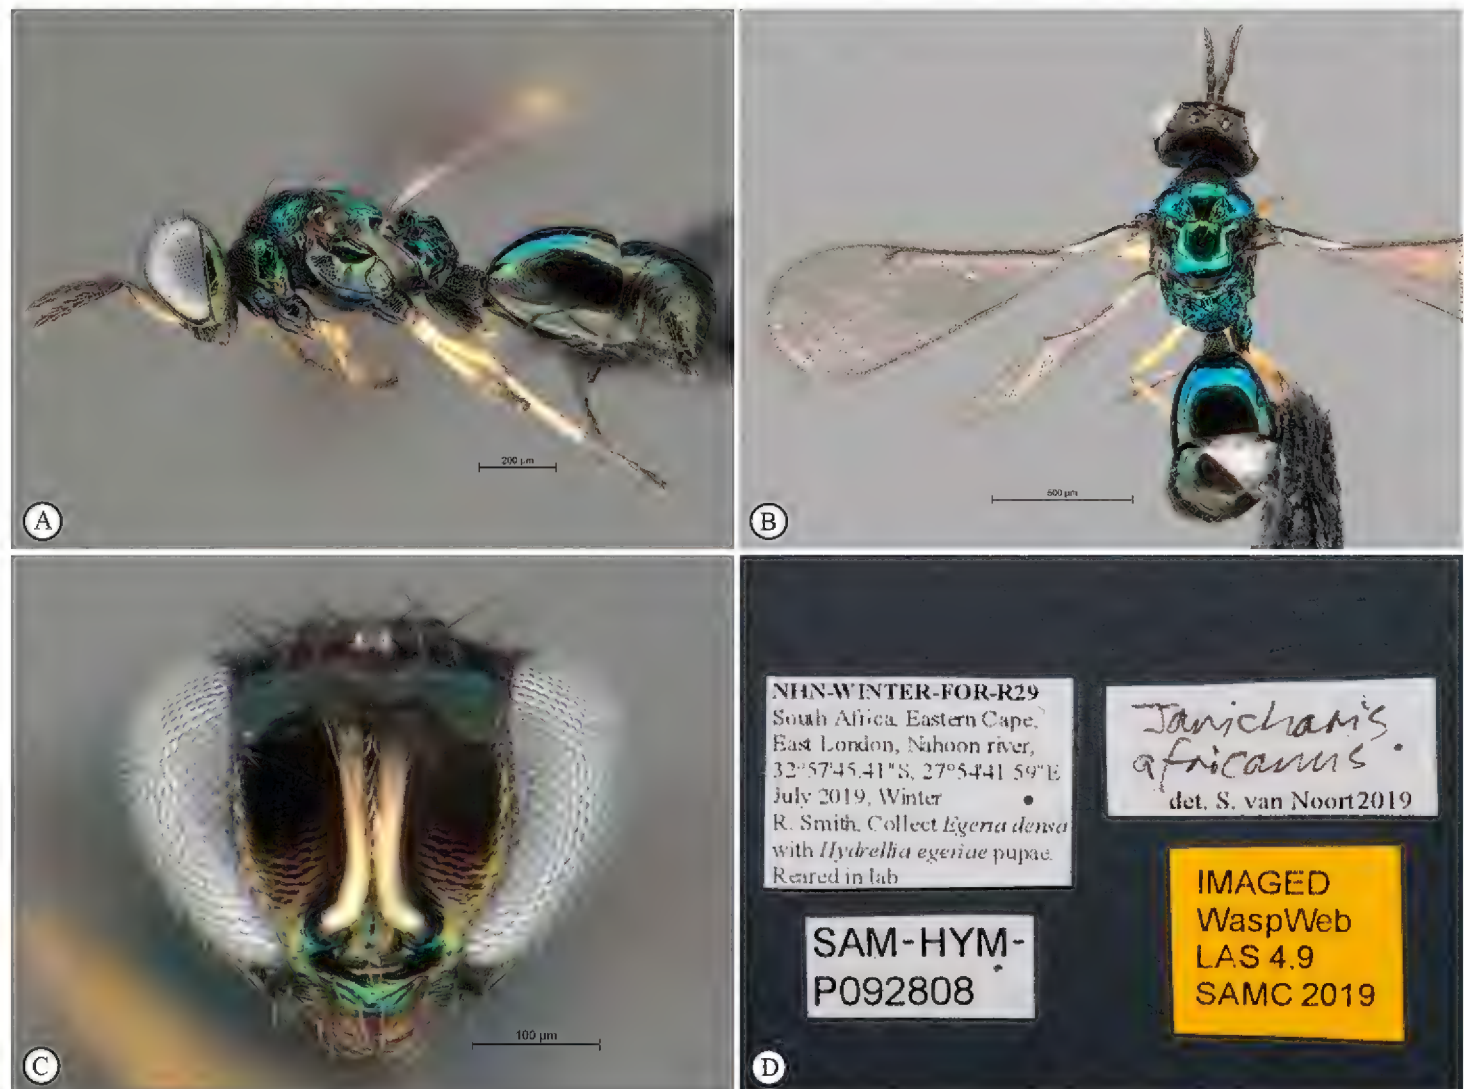 200 µm
A
500 µm
B
100 µm
C
NHN-WINTER-FOR-R29
South Africa, Eastern Cape,
East London, Nahoon river,
32°57'45.41"S, 27°54'41.59"E
July 2019, Winter
R. Smith. Collect Egeria densa
with Hydrellia egeriae pupae.
Reared in lab
Janicharis
africanus
det. S. van Noort 2019
SAM-HYM-
P092808
IMAGED
WaspWeb
LAS 4.9
SAMC 2019
D